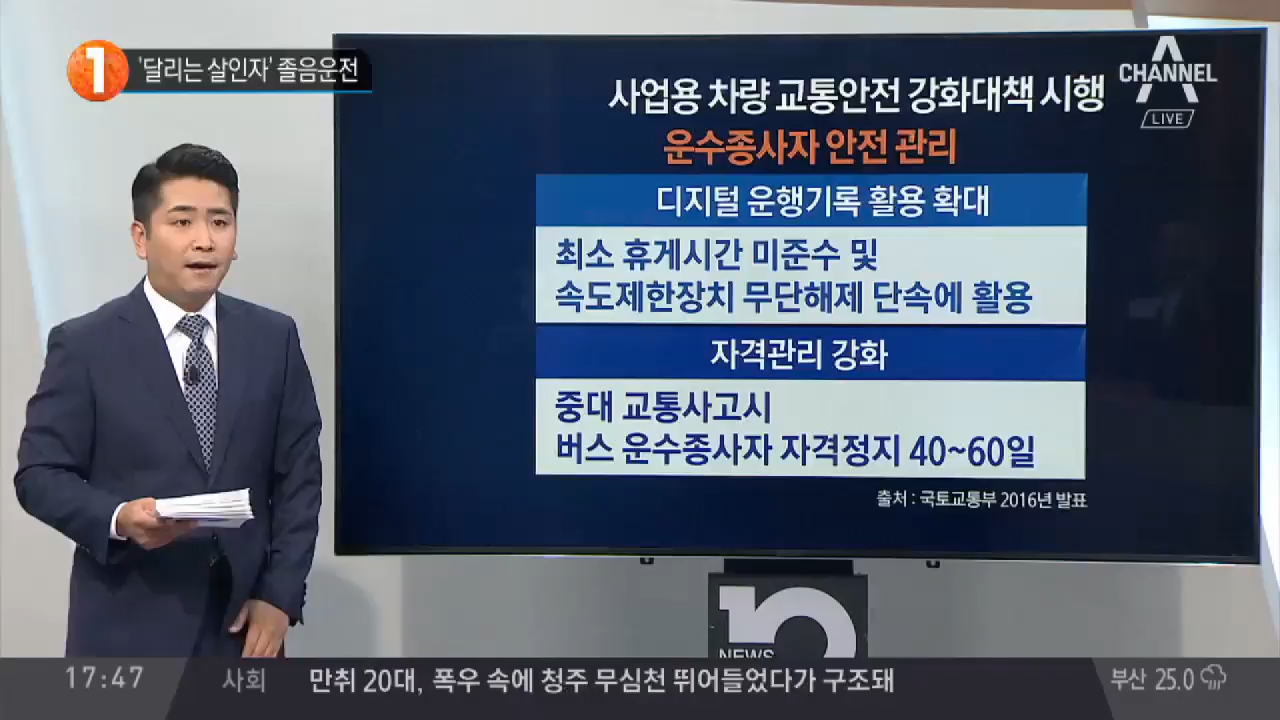 1 '달리는 살인자' 졸음운전
CHANNEL A
LIVE
사업용 차량 교통안전 강화대책 시행
운수종사자 안전 관리
디지털 운행기록 활용 확대
최소 휴게시간 미준수 및
속도제한장치 무단해제 단속에 활용
자격관리 강화
중대 교통사고시
버스 운수종사자 자격정지 40~60일
출처 : 국토교통부 2016년 발표
NEWS
10
17:47 사회 만취 20대, 폭우 속에 청주 무심천 뛰어들었다가 구조돼 부산 25.0